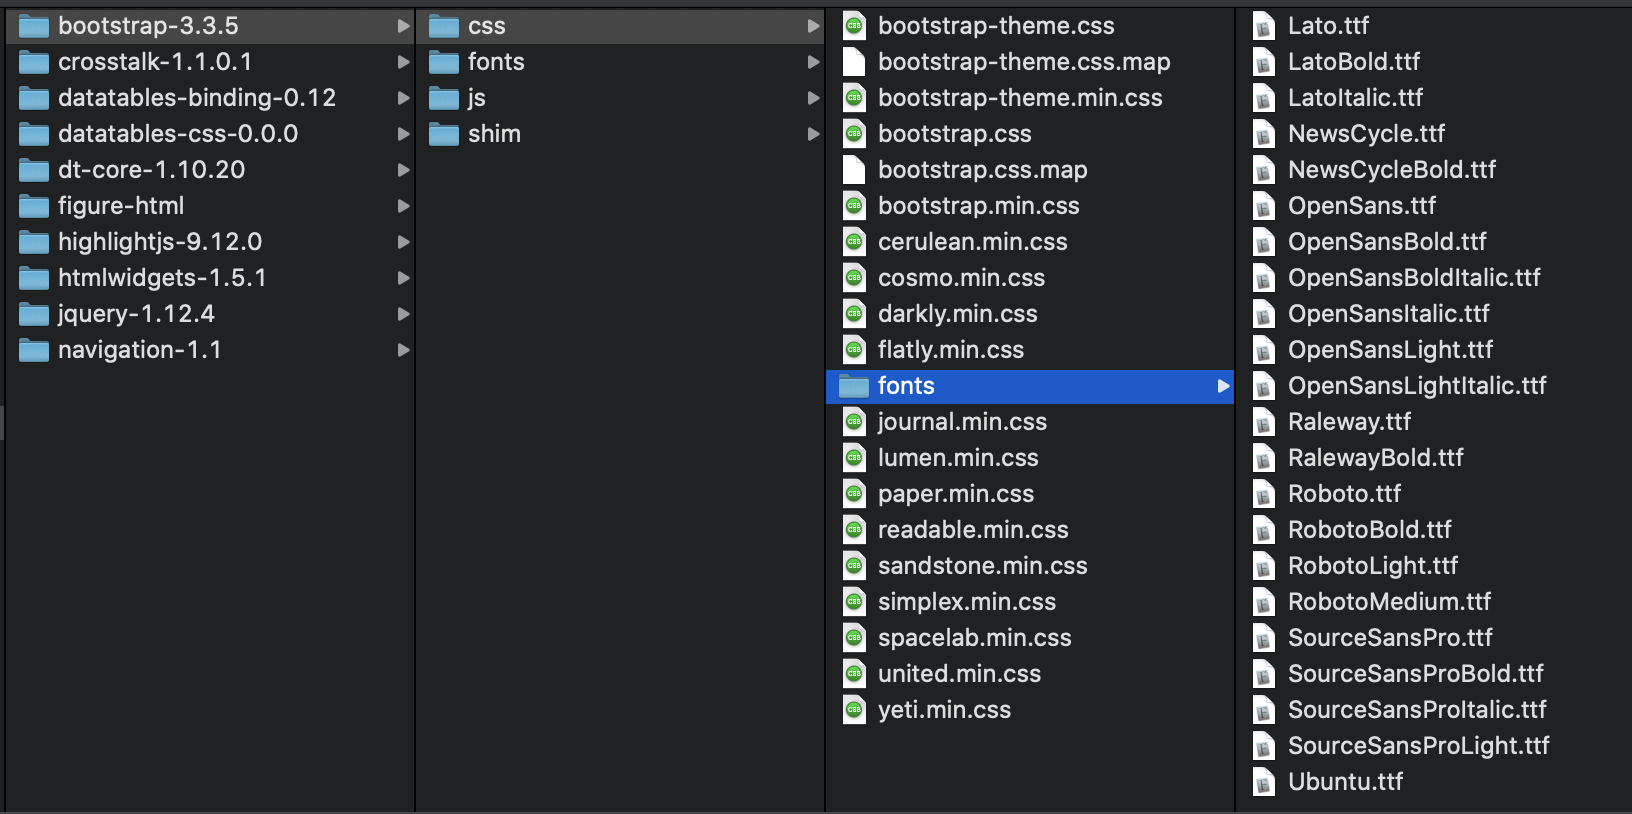 bootstrap-3.3.5
crosstalk-1.1.0.1
datatables-binding-0.12
datatables-css-0.0.0
dt-core-1.10.20
figure-html
highlightjs-9.12.0
htmlwidgets-1.5.1
jquery-1.12.4
navigation-1.1
css
fonts
js
shim
bootstrap-theme.css
bootstrap-theme.css.map
bootstrap-theme.min.css
bootstrap.css
bootstrap.css.map
bootstrap.min.css
cerulean.min.css
cosmo.min.css
darkly.min.css
flatly.min.css
fonts
journal.min.css
lumen.min.css
paper.min.css
readable.min.css
sandstone.min.css
simplex.min.css
spacelab.min.css
united.min.css
yeti.min.css
Lato.ttf
LatoBold.ttf
LatoItalic.ttf
NewsCycle.ttf
NewsCycleBold.ttf
OpenSans.ttf
OpenSansBold.ttf
OpenSansBoldItalic.ttf
OpenSansItalic.ttf
OpenSansLight.ttf
OpenSansLightItalic.ttf
Raleway.ttf
RalewayBold.ttf
Roboto.ttf
RobotoBold.ttf
RobotoLight.ttf
RobotoMedium.ttf
SourceSansPro.ttf
SourceSansProBold.ttf
SourceSansProItalic.ttf
SourceSansProLight.ttf
Ubuntu.ttf